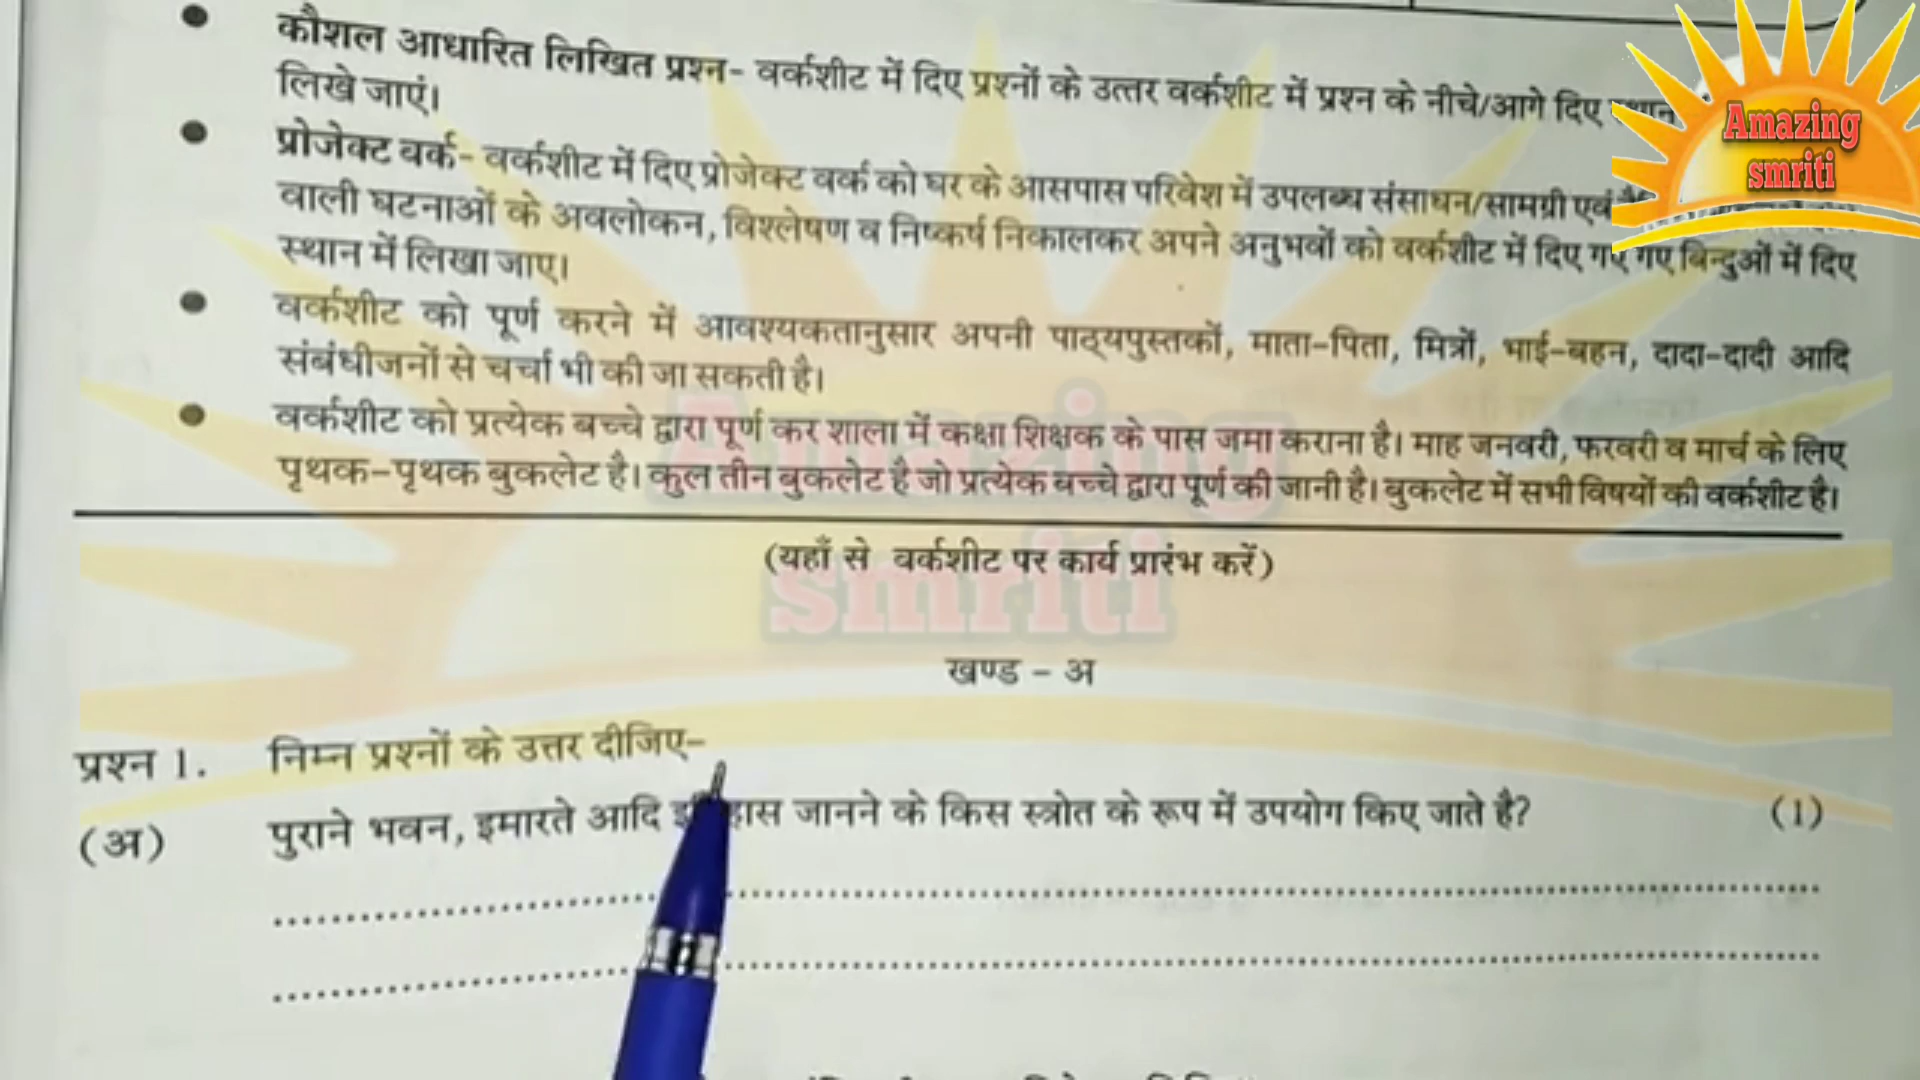 कौशल आधारित लिखित प्रश्न- वर्कशीट में दिए प्रश्नों के उत्तर वर्कशीट में प्रश्न के नीचे/आगे दिए
लिखे जाएं।
प्रोजेक्ट वर्क- वर्कशीट में दिए प्रोजेक्ट वर्क को घर के आसपास परिवेश में उपलब्ध संसाधन/सामग्री एवं
वाली घटनाओं के अवलोकन, विश्लेषण व निष्कर्ष निकालकर अपने अनुभवों को वर्कशीट में दिए गए गए बिन्दुओं में दिए
स्थान में लिखा जाए।
वर्कशीट को पूर्ण करने में आवश्यकतानुसार अपनी पाठ्यपुस्तकों, माता-पिता, मित्रों, भाई-बहन, दादा-दादी आदि
संबंधीजनों से चर्चा भी की जा सकती है।
वर्कशीट को प्रत्येक बच्चे द्वारा पूर्ण कर शाला में कक्षा शिक्षक के पास जमा कराना है। माह जनवरी, फरवरी व मार्च के लिए
पृथक-पृथक बुकलेट है। कुल तीन बुकलेट है जो प्रत्येक बच्चे द्वारा पूर्ण की जानी है। बुकलेट में सभी विषयों की वर्कशीट है।
(यहाँ से वर्कशीट पर कार्य प्रारंभ करें)
खण्ड - अ
प्रश्न 1. निम्न प्रश्नों के उत्तर दीजिए-
(अ) पुराने भवन, इमारते आदि जानने के किस स्त्रोत के रूप में उपयोग किए जाते है? (1)
Amazing
smriti
Amazing
smriti